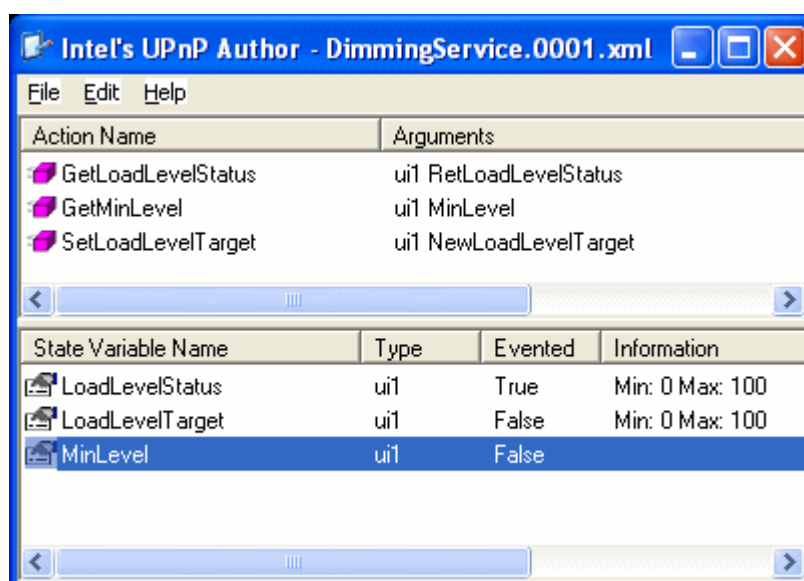 Intel's UPnP Author - DimmingService.0001.xml
File Edit Help
Action Name Arguments
GetLoadLevelStatus ui1 RetLoadLevelStatus
GetMinLevel ui1 MinLevel
SetLoadLevelTarget ui1 NewLoadLevelTarget
State Variable Name Type Evented Information
LoadLevelStatus ui1 True Min: 0 Max: 100
LoadLevelTarget ui1 False Min: 0 Max: 100
MinLevel ui1 False